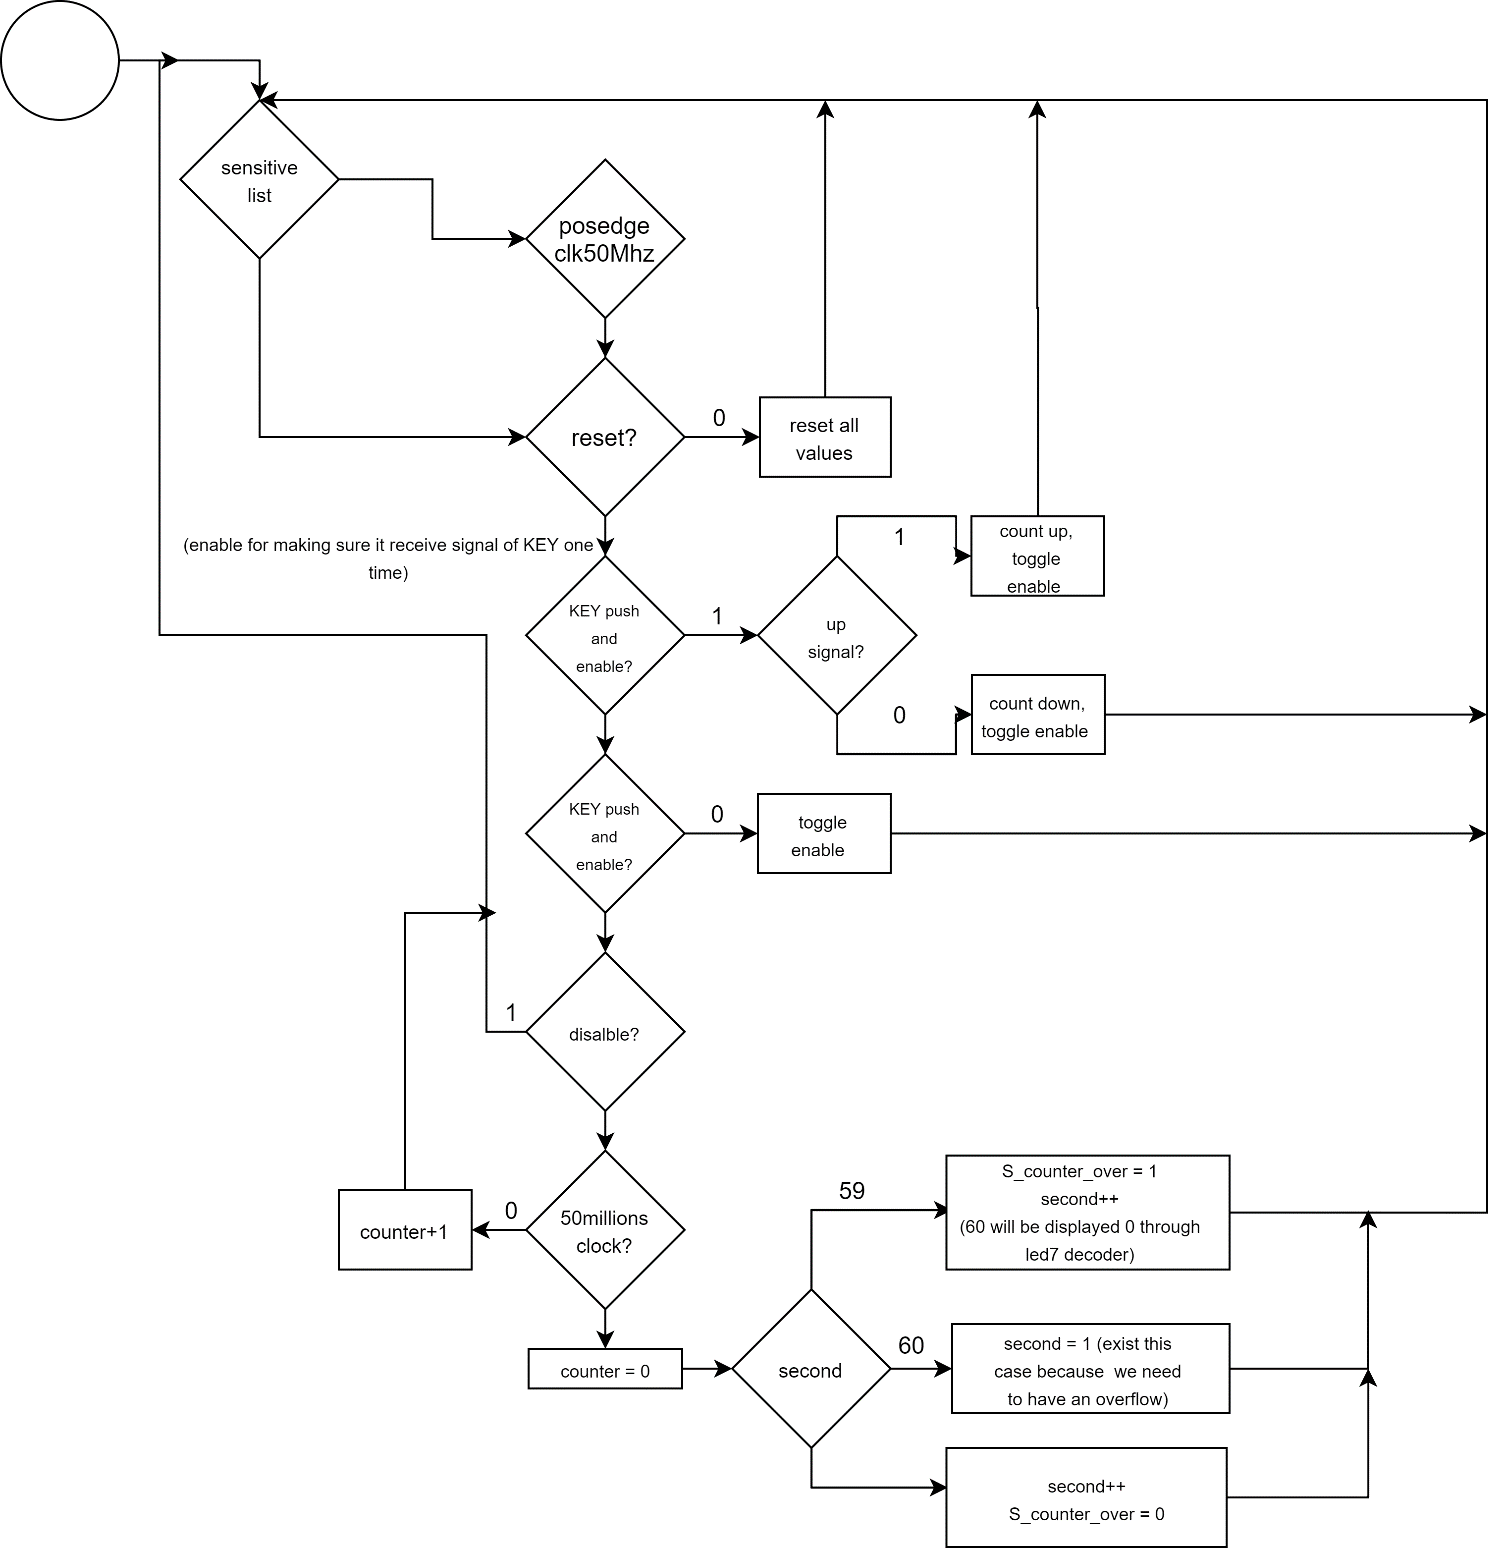 sensitive
list
posedge
clk50Mhz
reset?
0
reset all
values
(enable for making sure it receive signal of KEY one
time)
KEY push
and
enable?
1
up
signal?
1
count up,
toggle
enable
0
count down,
toggle enable
KEY push
and
enable?
0
toggle
enable
disalble?
1
50millions
clock?
0
counter+1
counter = 0
second
59
S_counter_over = 1
second++
(60 will be displayed 0 through
led7 decoder)
60
second = 1 (exist this
case because we need
to have an overflow)
second++
S_counter_over = 0